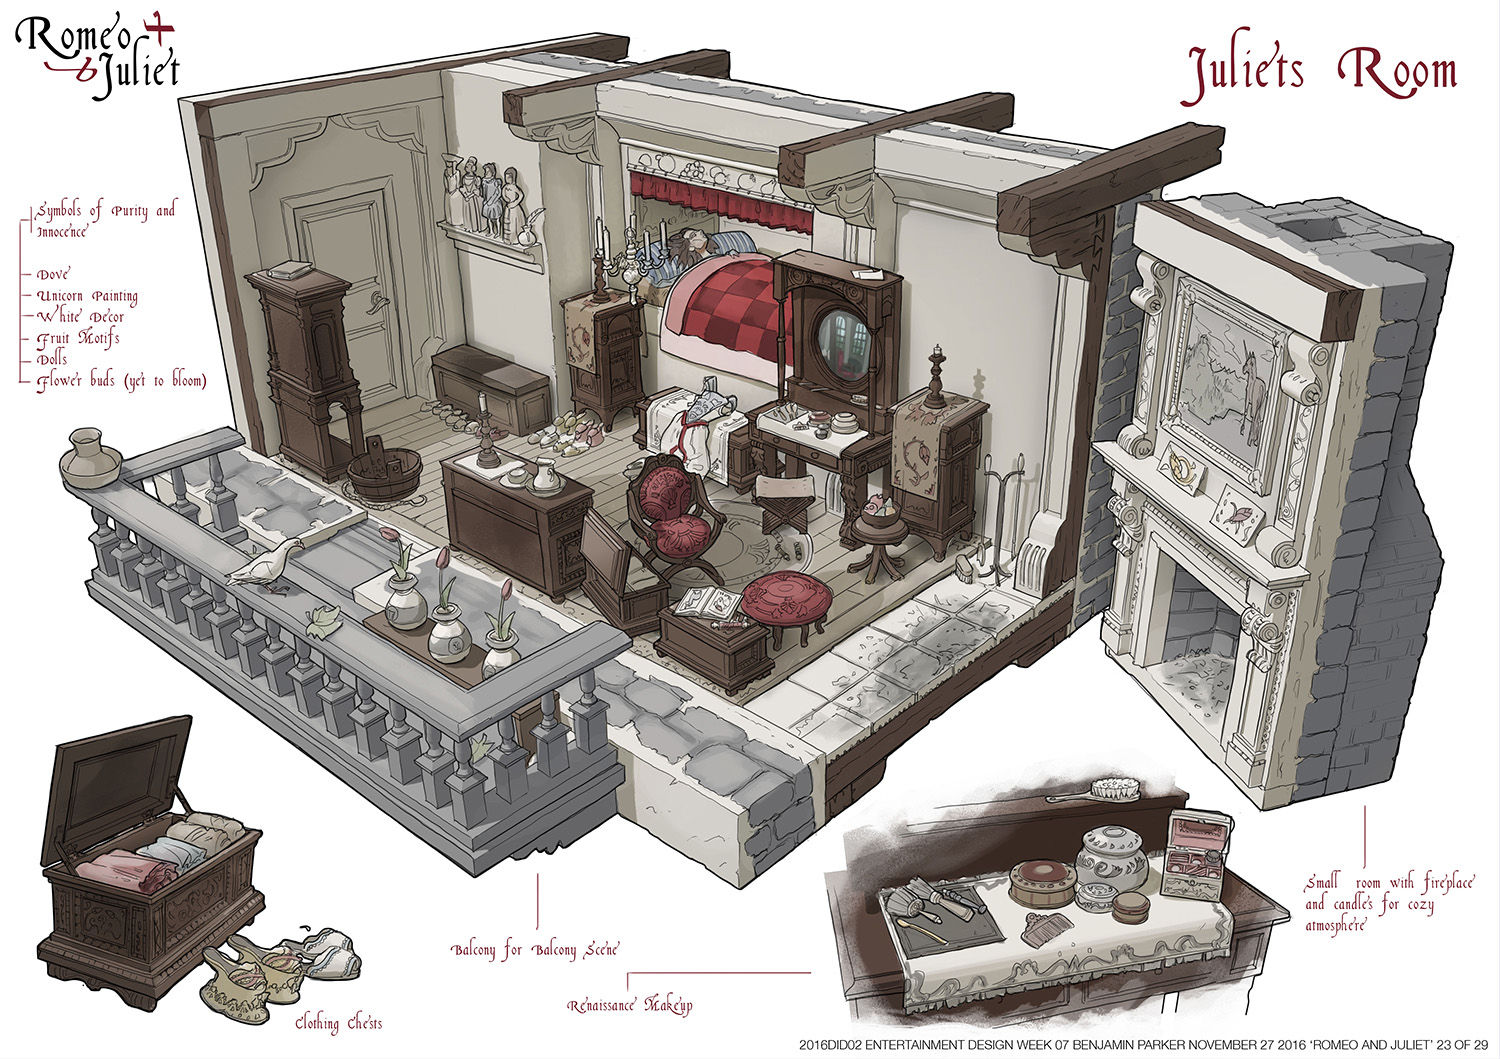 Romeo +
& Juliet
Juliets Room
Symbols of Purity and
Innocence
Dove
Unicorn Painting
White Decor
Fruit Motifs
Dolls
Flower buds (yet to bloom)
Small room with fireplace
and candles for cozy
atmosphere
Balcony for Balcony Scene
Renaissance Makeup
Clothing Chests
2016DID02 ENTERTAINMENT DESIGN WEEK 07 BENJAMIN PARKER NOVEMBER 27 2016 ‘ROMEO AND JULIET’ 23 OF 29